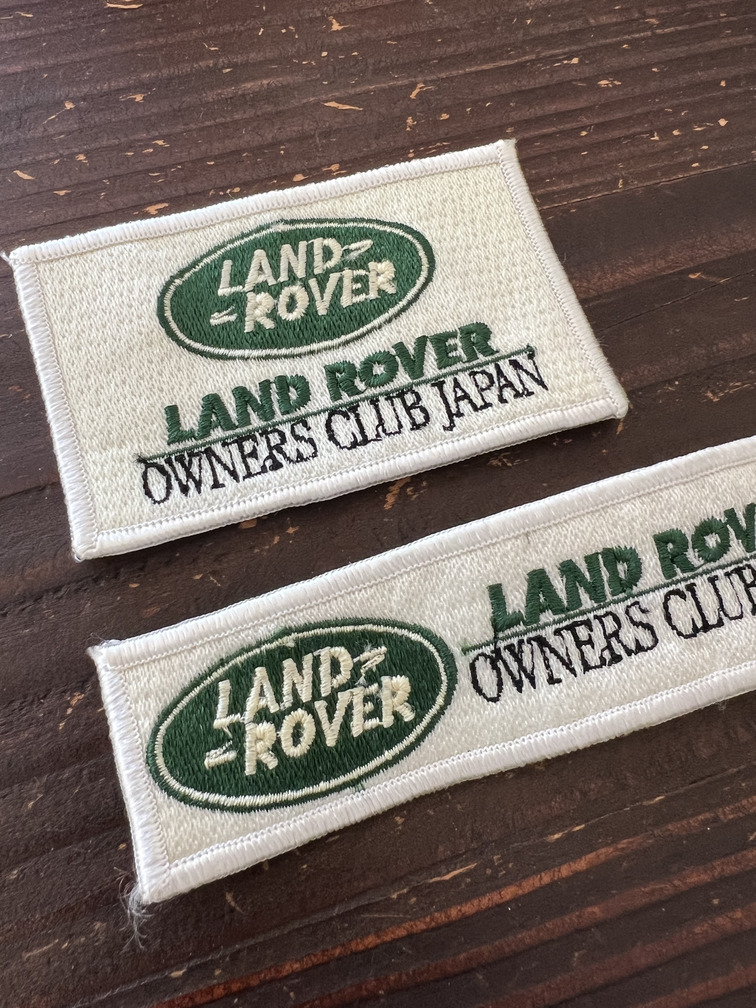 LAND
ROVER
LAND ROVER
OWNERS CLUB JAPAN
LAND
ROVER
LAND ROV
OWNERS CLUB